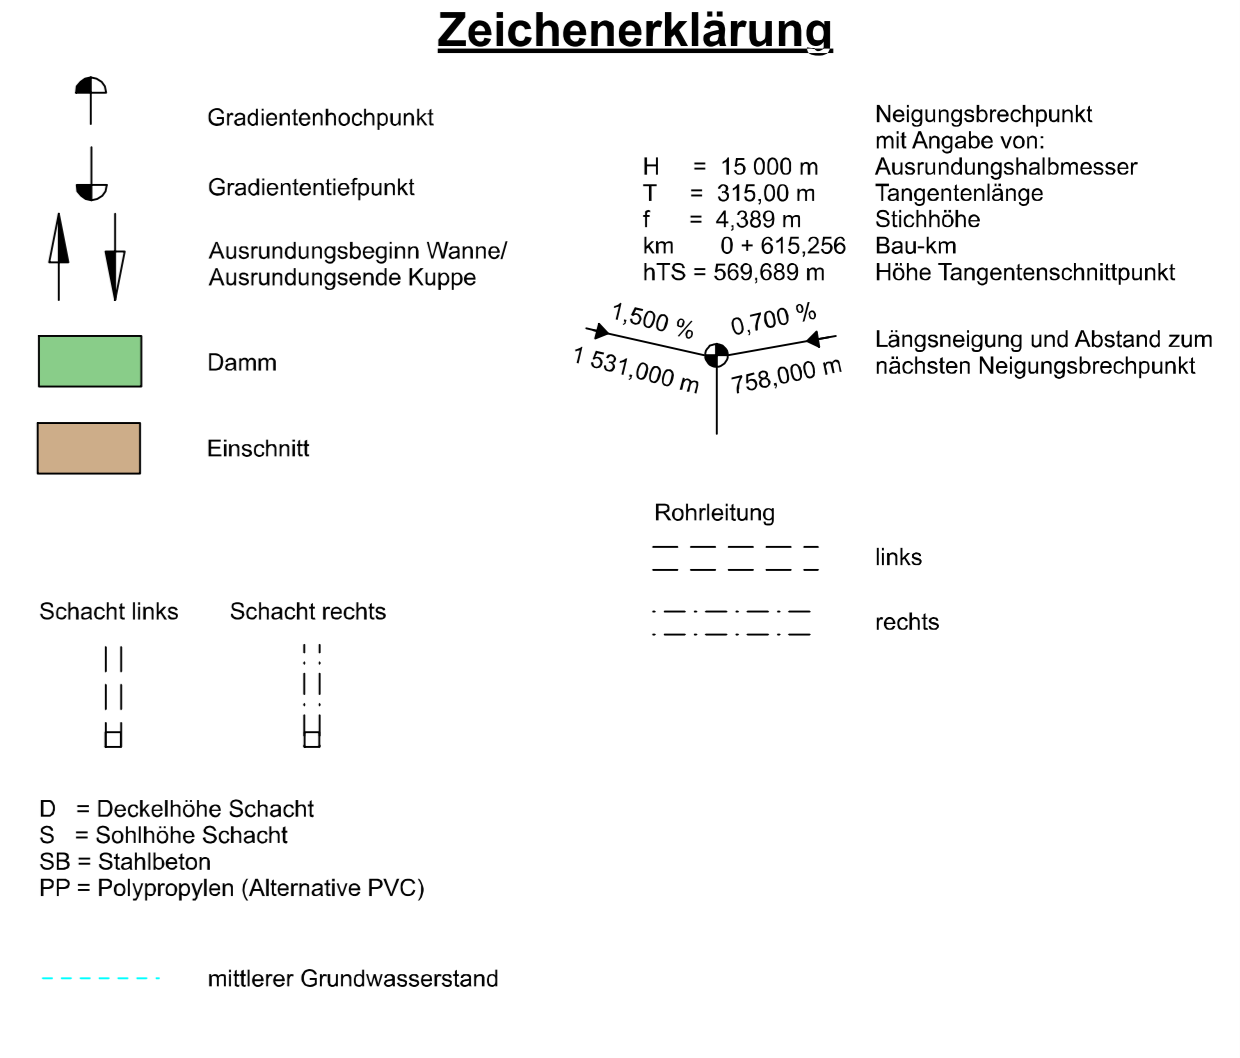 Zeichenerklärung
Gradientenhochpunkt
Gradiententiefpunkt
Ausrundungsbeginn Wanne/
Ausrundungsende Kuppe
Damm
Einschnitt
Neigungsbrechpunkt
mit Angabe von:
H = 15 000 m Ausrundungshalbmesser
T = 315,00 m Tangentenlänge
f = 4,389 m Stichhöhe
km 0 + 615,256 Bau-km
hTS = 569,689 m Höhe Tangentenschnittpunkt
1,500 % 0,700 %
1 531,000 m 758,000 m
Längsneigung und Abstand zum
nächsten Neigungsbrechpunkt
Rohrleitung
links
rechts
Schacht links Schacht rechts
D = Deckelhöhe Schacht
S = Sohlhöhe Schacht
SB = Stahlbeton
PP = Polypropylen (Alternative PVC)
mittlerer Grundwasserstand